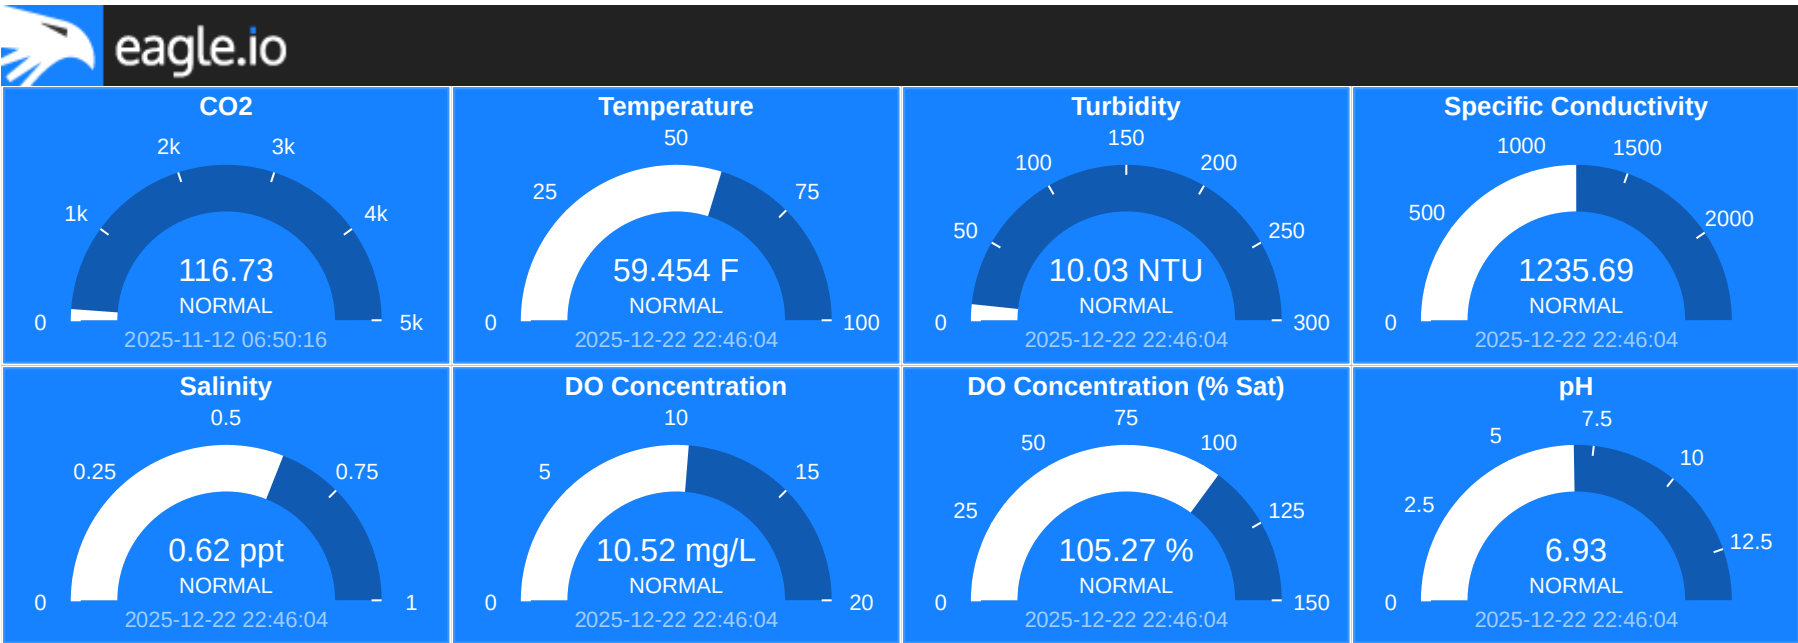 eagle.io
CO2
2k
3k
1k
4k
116.73
NORMAL
0
5k
2025-11-12 06:50:16
Temperature
50
25
75
59.454 F
NORMAL
0
100
2025-12-22 22:46:04
Turbidity
150
100
200
50
250
10.03 NTU
NORMAL
0
300
2025-12-22 22:46:04
Specific Conductivity
1000
1500
500
2000
1235.69
NORMAL
0
2025-12-22 22:46:04
Salinity
0.5
0.25
0.75
0.62 ppt
NORMAL
0
1
2025-12-22 22:46:04
DO Concentration
10
5
15
10.52 mg/L
NORMAL
0
20
2025-12-22 22:46:04
DO Concentration (% Sat)
75
50
100
25
125
105.27 %
NORMAL
0
150
2025-12-22 22:46:04
pH
7.5
5
10
2.5
12.5
6.93
NORMAL
0
2025-12-22 22:46:04